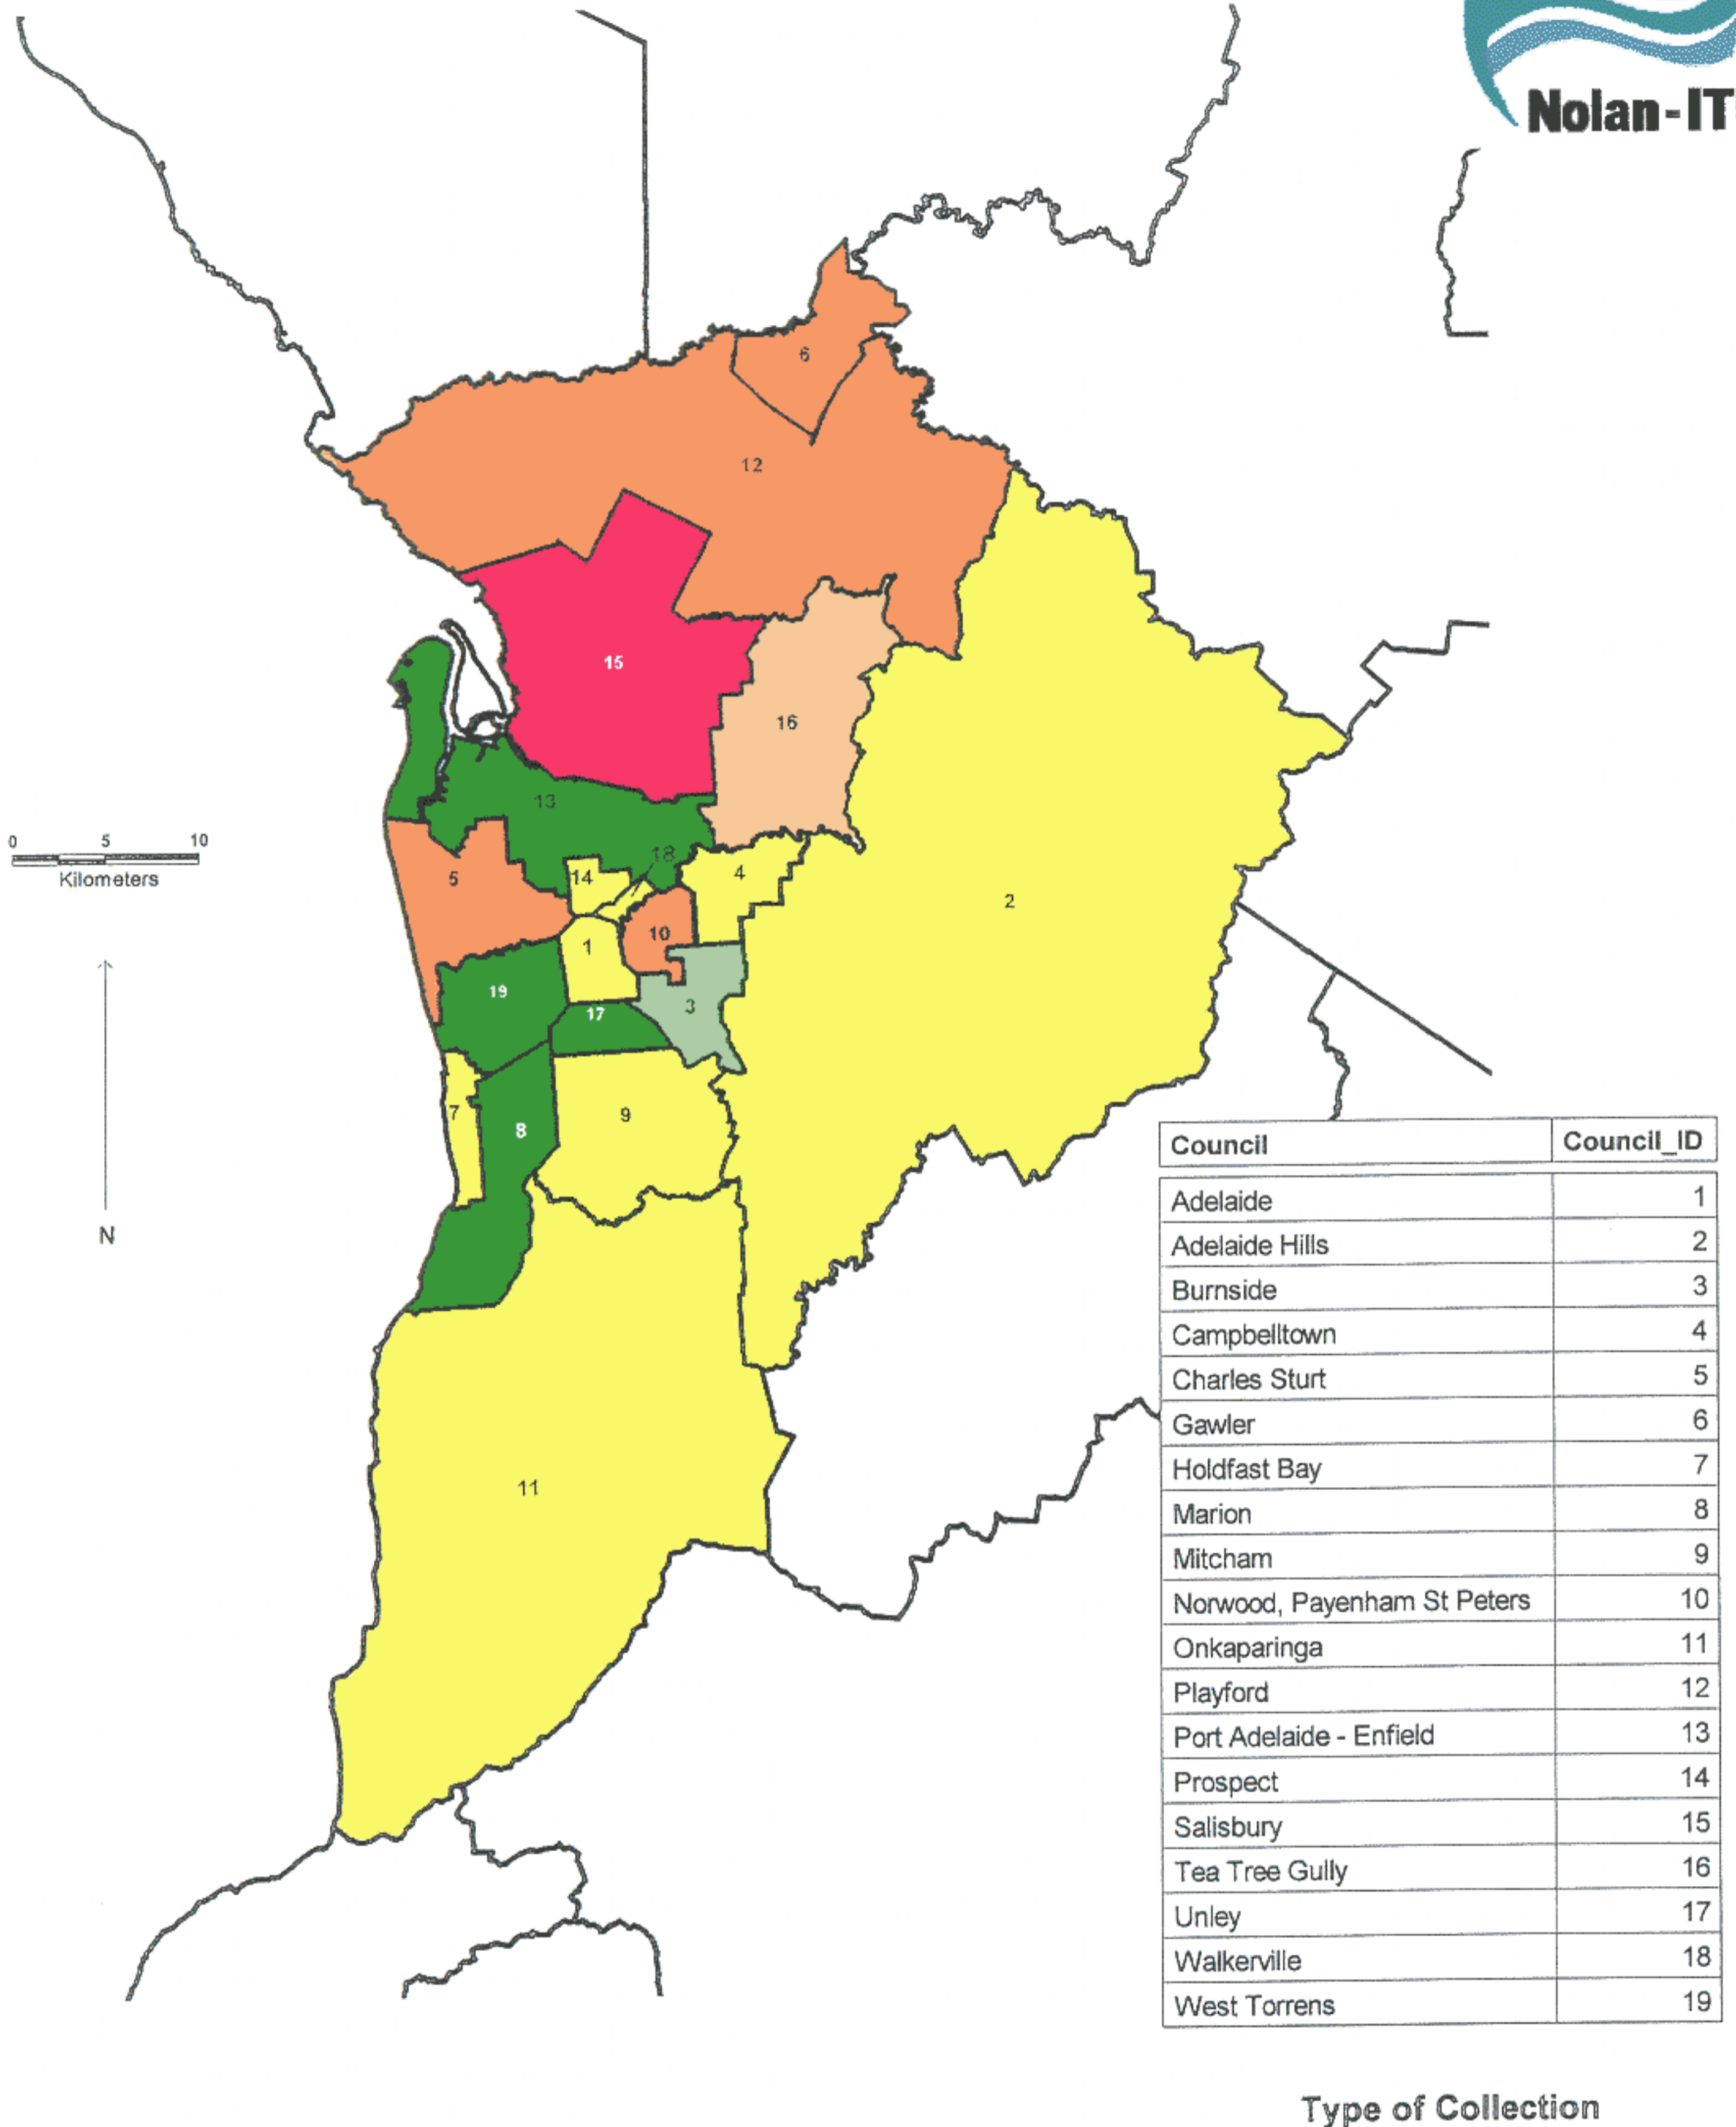 Nolan-IT
6
12
15
16
13
18
0 5 10
Kilometers
5
14
4
2
10
1
19
17
3
7
9
8
N
11
Council Council_ID
Adelaide 1
Adelaide Hills 2
Burnside 3
Campbelltown 4
Charles Sturt 5
Gawler 6
Holdfast Bay 7
Marion 8
Mitcham 9
Norwood, Payenham St Peters 10
Onkaparinga 11
Playford 12
Port Adelaide - Enfield 13
Prospect 14
Salisbury 15
Tea Tree Gully 16
Unley 17
Walkerville 18
West Torrens 19
Type of Collection